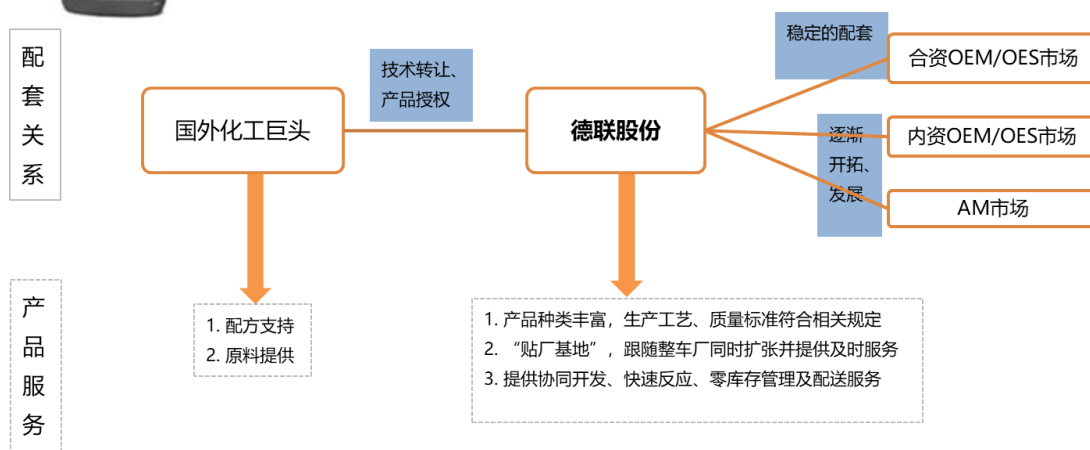 配套关系
国外化工巨头
技术转让、
产品授权
德联股份
稳定的配套
逐渐
开拓、
发展
合资OEM/OES市场
内资OEM/OES市场
AM市场
产品服务
1. 配方支持
2. 原料提供
1. 产品种类丰富，生产工艺、质量标准符合相关规定
2. “贴厂基地”，跟随整车厂同时扩张并提供及时服务
3. 提供协同开发、快速反应、零库存管理及配送服务